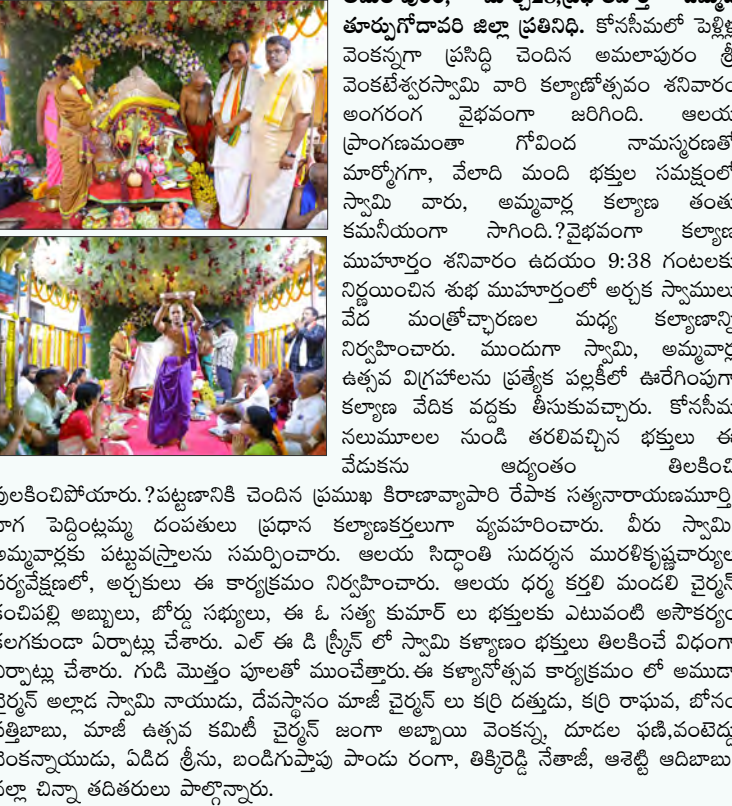 తూర్పుగోదావరి జిల్లా ప్రతినిధి. కోనసీమలో పెళ్లిళ్ల
వెంకన్నగా ప్రసిద్ధి చెందిన అమలాపురం శ్రీ
వెంకటేశ్వరస్వామి వారి కల్యాణోత్సవం శనివారం
అంగరంగ వైభవంగా జరిగింది. ఆలయ
ప్రాంగణమంతా గోవింద నామస్మరణతో
మార్మోగగా, వేలాది మంది భక్తుల సమక్షంలో
స్వామి వారు, అమ్మవార్ల కల్యాణ తంతు
కమనీయంగా సాగింది.?వైభవంగా కల్యాణ
ముహూర్తం శనివారం ఉదయం 9:38 గంటలకు
నిర్ణయించిన శుభ ముహూర్తంలో అర్చక స్వాములు
వేద మంత్రోచ్ఛారణల మధ్య కల్యాణాన్ని
నిర్వహించారు. ముందుగా స్వామి, అమ్మవార్ల
ఉత్సవ విగ్రహాలను ప్రత్యేక పల్లకీలో ఊరేగింపుగా
కల్యాణ వేదిక వద్దకు తీసుకువచ్చారు. కోనసీమ
నలుమూలల నుండి తరలివచ్చిన భక్తులు ఈ
వేడుకను ఆద్యంతం తిలకించి
పులకించిపోయారు.?పట్టణానికి చెందిన ప్రముఖ కిరాణావ్యాపారి రేపాక సత్యనారాయణమూర్తి,
నాగ పెద్దింట్లమ్మ దంపతులు ప్రధాన కల్యాణకర్తలుగా వ్యవహరించారు. వీరు స్వామి,
అమ్మవార్లకు పట్టువస్త్రాలను సమర్పించారు. ఆలయ సిద్ధాంతి సుదర్శన మురళికృష్ణచార్యుల
పర్యవేక్షణలో, అర్చకులు ఈ కార్యక్రమం నిర్వహించారు. ఆలయ ధర్మ కర్తలి మండలి చైర్మన్
కంచిపల్లి అబ్బులు, బోర్డు సభ్యులు, ఈ ఓ సత్య కుమార్ లు భక్తులకు ఎటువంటి అసౌకర్యం
కలగకుండా ఏర్పాట్లు చేశారు. ఎల్ ఈ డి స్క్రీన్ లో స్వామి కళ్యాణం భక్తులు తిలకించే విధంగా
ఏర్పాట్లు చేశారు. గుడి మొత్తం పూలతో ముంచేత్తారు.ఈ కళ్యానోత్సవ కార్యక్రమం లో అముడా
చైర్మన్ అల్లాడ స్వామి నాయుడు, దేవస్థానం మాజీ చైర్మన్ లు కర్రి దత్తుడు, కర్రి రాఘవ, బోనం
సత్తిబాబు, మాజీ ఉత్సవ కమిటీ చైర్మన్ జంగా అబ్బాయి వెంకన్న, దూడల ఫణి,వంటెద్దు
వెంకన్నాయుడు, ఏడిద శ్రీను, బండిగుప్తాపు పాండు రంగా, తిక్కిరెడ్డి నేతాజీ, ఆశెట్టి ఆదిబాబు,
నల్లా చిన్నా తదితరులు పాల్గొన్నారు.